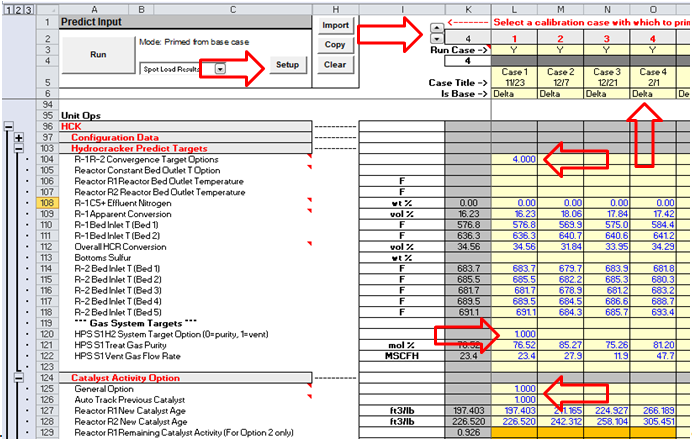 1 2 3 A B C H I K L M N O
1 Predict Input Import < - - - - - - - Select a calibration case with which to prim
2 Run Mode: Primed from base case Copy 4 1 2 3 4
3 Setup Clear Run Case -> Y Y Y Y
4 Spot Load Results 4
5 Case Title -> Case 1 11/23 Case 2 12/7 Case 3 12/21 Case 4 2/1
6 Is Base -> Delta Delta Delta Delta
94
95 Unit Ops
96 HCK
97 Configuration Data
103 Hydrocracker Predict Targets
104 R-1 R-2 Convergence Target Options 4.000
105 Reactor Constant Bed Outlet T Option
106 Reactor R1 Reactor Bed Outlet Temperature F
107 Reactor R2 Reactor Bed Outlet Temperature F
108 R-1 C5+ Effluent Nitrogen wt % 0.00 0.00 0.00 0.00 0.00
109 R-1 Apparent Conversion vol % 16.23 16.23 18.06 17.84 17.42
110 R-1 Bed Inlet T (Bed 1) F 576.8 576.8 569.9 575.0 584.4
111 R-1 Bed Inlet T (Bed 2) F 636.3 636.3 640.7 640.6 641.2
112 Overall HCR Conversion vol % 34.56 34.56 31.84 33.95 34.29
113 Bottoms Sulfur wt %
114 R-2 Bed Inlet T (Bed 1) F 683.7 683.7 679.7 683.9 681.8
115 R-2 Bed Inlet T (Bed 2) F 685.5 685.5 682.2 685.3 680.3
116 R-2 Bed Inlet T (Bed 3) F 681.7 681.7 678.9 681.2 683.2
117 R-2 Bed Inlet T (Bed 4) F 689.5 689.5 684.5 686.6 688.7
118 R-2 Bed Inlet T (Bed 5) F 691.1 691.1 684.3 685.7 693.4
119 *** Gas System Targets ***
120 HPS S1 H2 System Target Option (0=purity, 1=vent) 1.000
121 HPS S1 Treat Gas Purity mol % 76.52 85.27 75.26 81.20
122 HPS S1 Vent Gas Flow Rate MSCFH 23.4 23.4 27.9 11.9 47.7
123
124 Catalyst Activity Option
125 General Option 1.000
126 Auto Track Previous Catalyst 1.000
127 Reactor R1 New Catalyst Age ft3/lb 197.403 197.403 224.927 266.189
128 Reactor R2 New Catalyst Age ft3/lb 226.520 226.520 242.312 258.104 305.451
129 Reactor R1 Remaining Catalyst Activity (For Option 2 only) 0.926